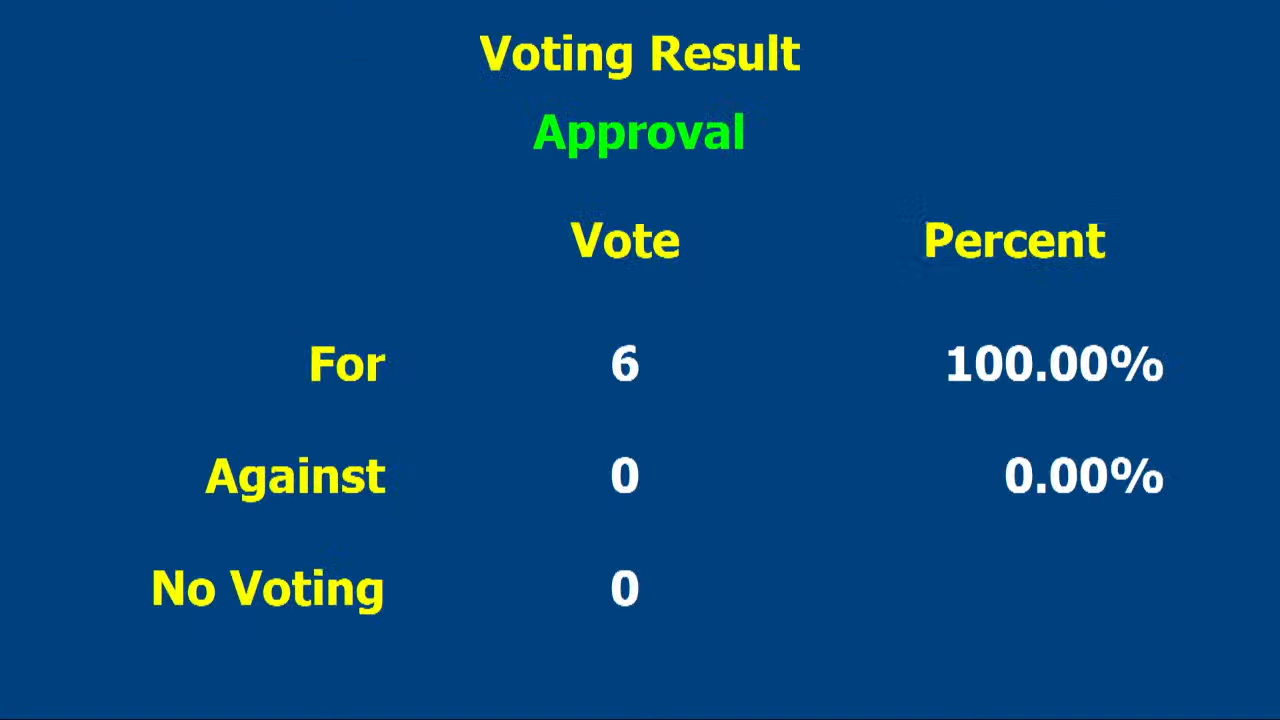 Voting Result
Approval
Vote Percent
For 6 100.00%
Against 0 0.00%
No Voting 0